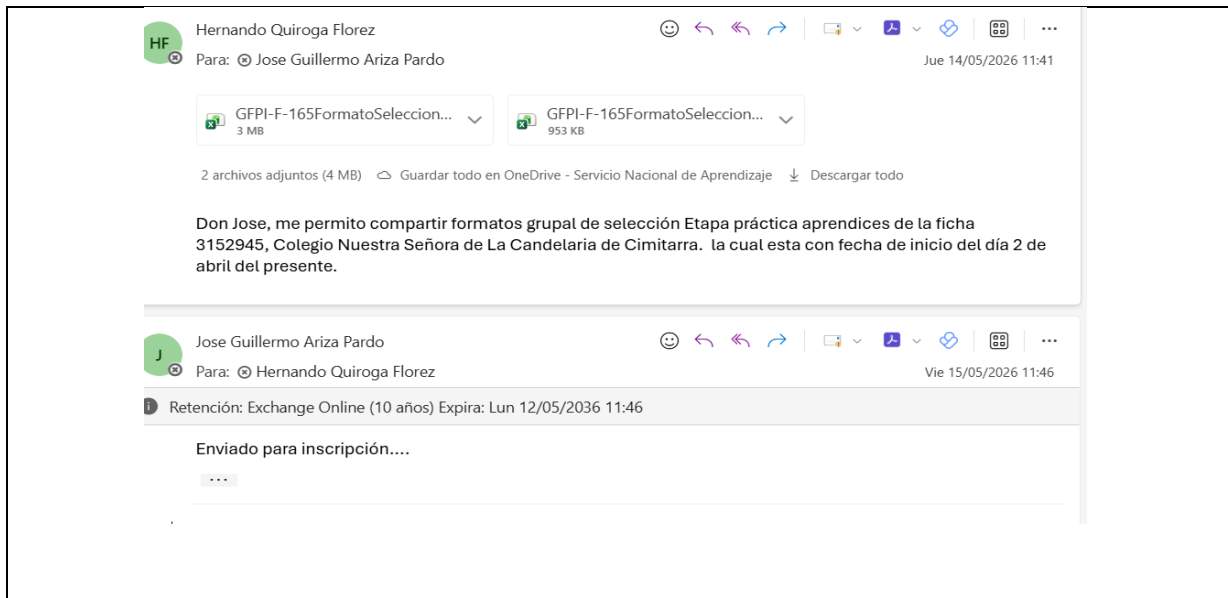 HF
Hernando Quiroga Florez
Para: Jose Guillermo Ariza Pardo
Jue 14/05/2026 11:41
GFPI-F-165FormatoSeleccion...
3 MB
GFPI-F-165FormatoSeleccion...
953 KB
2 archivos adjuntos (4 MB) Guardar todo en OneDrive - Servicio Nacional de Aprendizaje Descargar todo
Don Jose, me permito compartir formatos grupal de selección Etapa práctica aprendices de la ficha
3152945, Colegio Nuestra Señora de La Candelaria de Cimitarra. la cual esta con fecha de inicio del día 2 de
abril del presente.
J
Jose Guillermo Ariza Pardo
Para: Hernando Quiroga Florez
Vie 15/05/2026 11:46
Retención: Exchange Online (10 años) Expira: Lun 12/05/2036 11:46
Enviado para inscripción....
...